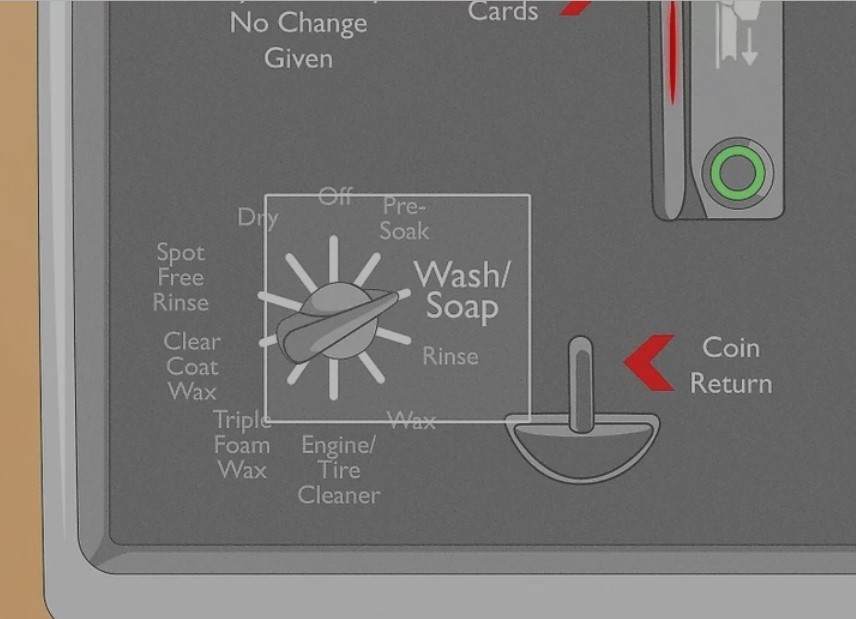 No Change
Given
Cards
Off
Pre-
Soak
Wash/
Soap
Rinse
Wax
Engine/
Tire
Cleaner
Triple
Foam
Wax
Clear
Coat
Wax
Spot
Free
Rinse
Dry
Coin
Return